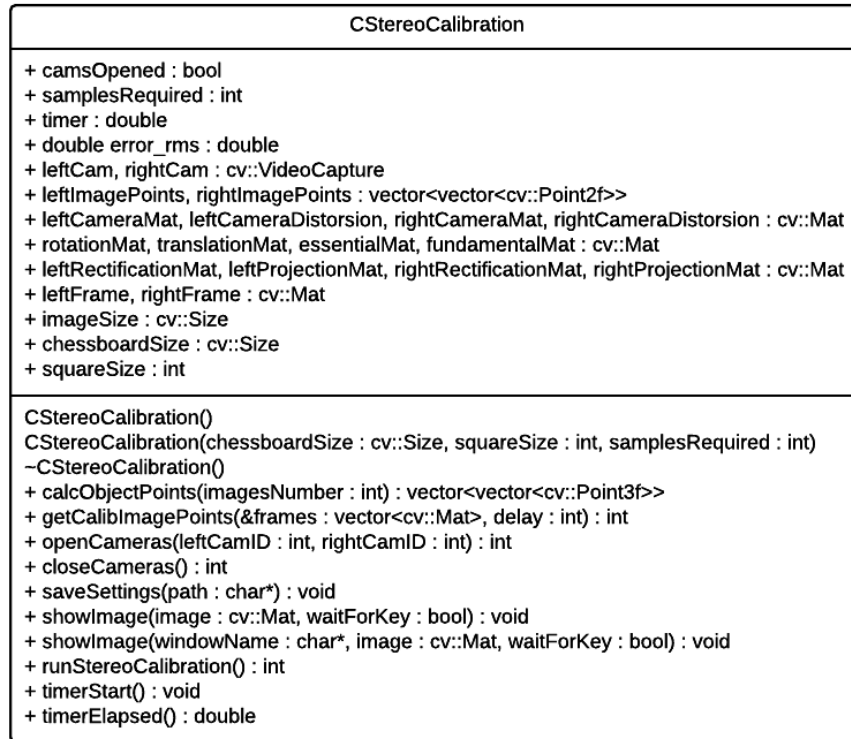 CStereoCalibration
+ camsOpened : bool
+ samplesRequired : int
+ timer : double
+ double error_rms : double
+ leftCam, rightCam : cv::VideoCapture
+ leftImagePoints, rightImagePoints : vector<vector<cv::Point2f>>
+ leftCameraMat, leftCameraDistorsion, rightCameraMat, rightCameraDistorsion : cv::Mat
+ rotationMat, translationMat, essentialMat, fundamentalMat : cv::Mat
+ leftRectificationMat, leftProjectionMat, rightRectificationMat, rightProjectionMat : cv::Mat
+ leftFrame, rightFrame : cv::Mat
+ imageSize : cv::Size
+ chessboardSize : cv::Size
+ squareSize : int
CStereoCalibration()
CStereoCalibration(chessboardSize : cv::Size, squareSize : int, samplesRequired : int)
~CStereoCalibration()
+ calcObjectPoints(imagesNumber : int) : vector<vector<cv::Point3f>>
+ getCalibImagePoints(&frames : vector<cv::Mat>, delay : int) : int
+ openCameras(leftCamID : int, rightCamID : int) : int
+ closeCameras() : int
+ saveSettings(path : char*) : void
+ showImage(image : cv::Mat, waitForKey : bool) : void
+ showImage(windowName : char*, image : cv::Mat, waitForKey : bool) : void
+ runStereoCalibration() : int
+ timerStart() : void
+ timerElapsed() : double